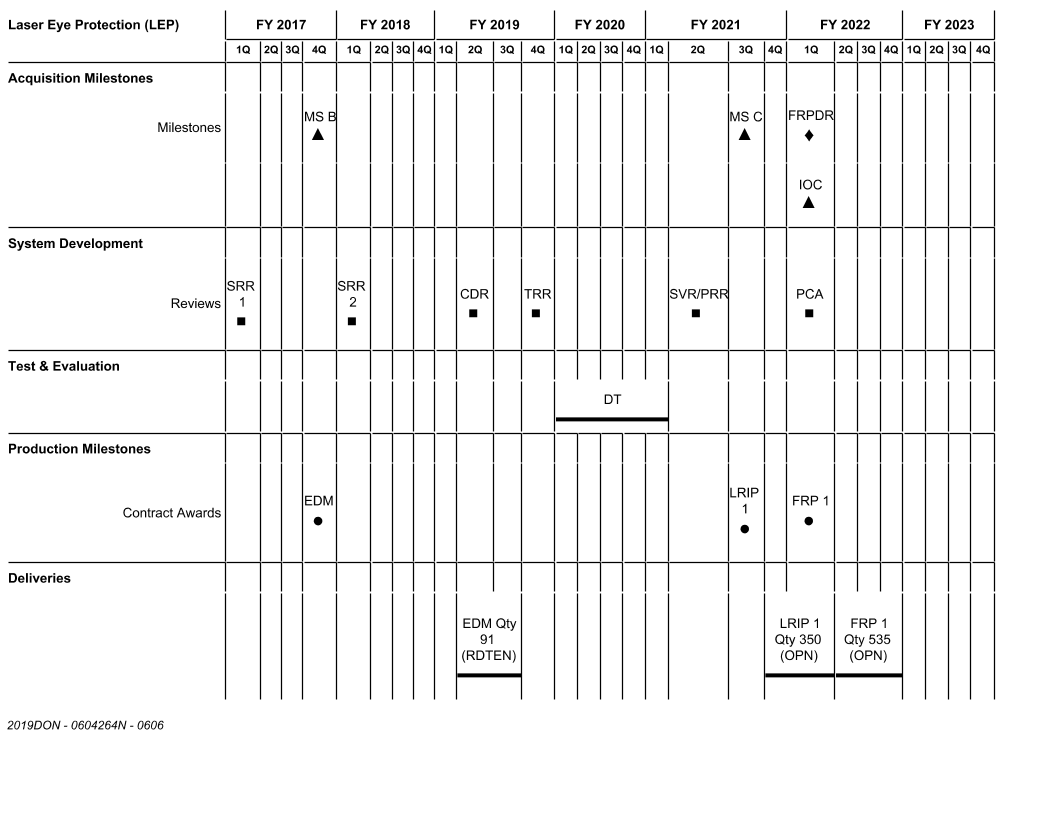 Laser Eye Protection (LEP) FY 2017 FY 2018 FY 2019 FY 2020 FY 2021 FY 2022 FY 2023
1Q 2Q 3Q 4Q 1Q 2Q 3Q 4Q 1Q 2Q 3Q 4Q 1Q 2Q 3Q 4Q 1Q 2Q 3Q 4Q 1Q 2Q 3Q 4Q 1Q 2Q 3Q 4Q
Acquisition Milestones
Milestones MS B MS C FRPDR
IOC
System Development
Reviews
SRR
1
SRR
2
CDR
TRR
SVR/PRR
PCA
Test & Evaluation
DT
Production Milestones
Contract Awards
EDM
LRIP
1
FRP 1
Deliveries
EDM Qty
91
(RDTEN)
LRIP 1
Qty 350
(OPN)
FRP 1
Qty 535
(OPN)
2019DON - 0604264N - 0606